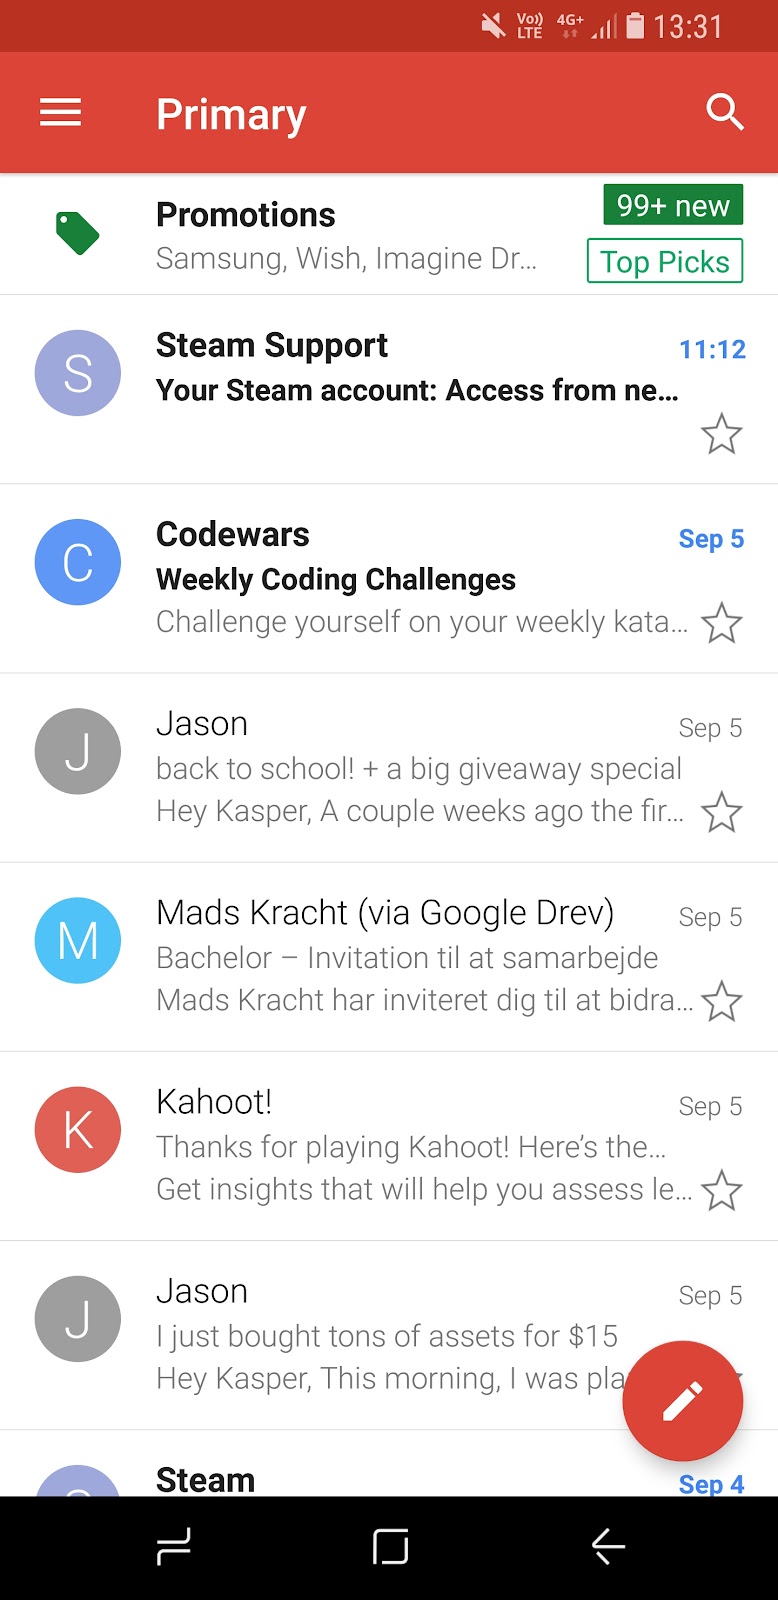 Vo)) LTE 4G+ 13:31
Primary
Promotions 99+ new
Samsung, Wish, Imagine Dr... Top Picks
S Steam Support 11:12
Your Steam account: Access from ne...
C Codewars Sep 5
Weekly Coding Challenges
Challenge yourself on your weekly kata...
J Jason Sep 5
back to school! + a big giveaway special
Hey Kasper, A couple weeks ago the fir...
M Mads Kracht (via Google Drev) Sep 5
Bachelor – Invitation til at samarbejde
Mads Kracht har inviteret dig til at bidra...
K Kahoot! Sep 5
Thanks for playing Kahoot! Here's the...
Get insights that will help you assess le...
J Jason Sep 5
I just bought tons of assets for $15
Hey Kasper, This morning, I was pla
Steam Sep 4